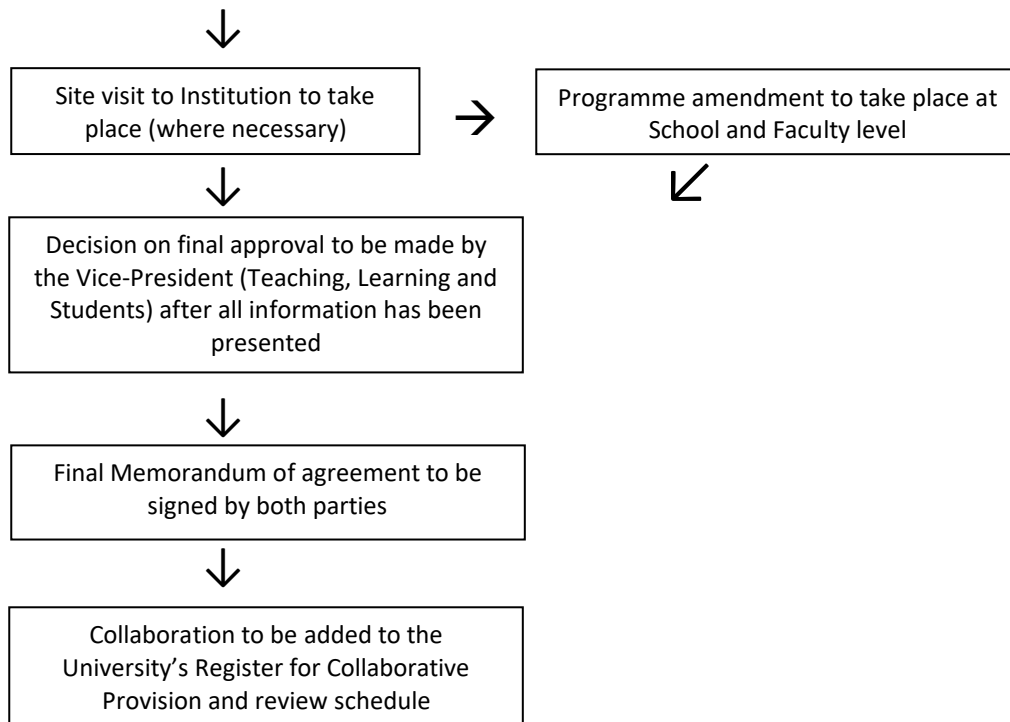 Site visit to Institution to take
place (where necessary)
Programme amendment to take place at
School and Faculty level
Decision on final approval to be made by
the Vice-President (Teaching, Learning and
Students) after all information has been
presented
Final Memorandum of agreement to be
signed by both parties
Collaboration to be added to the
University’s Register for Collaborative
Provision and review schedule